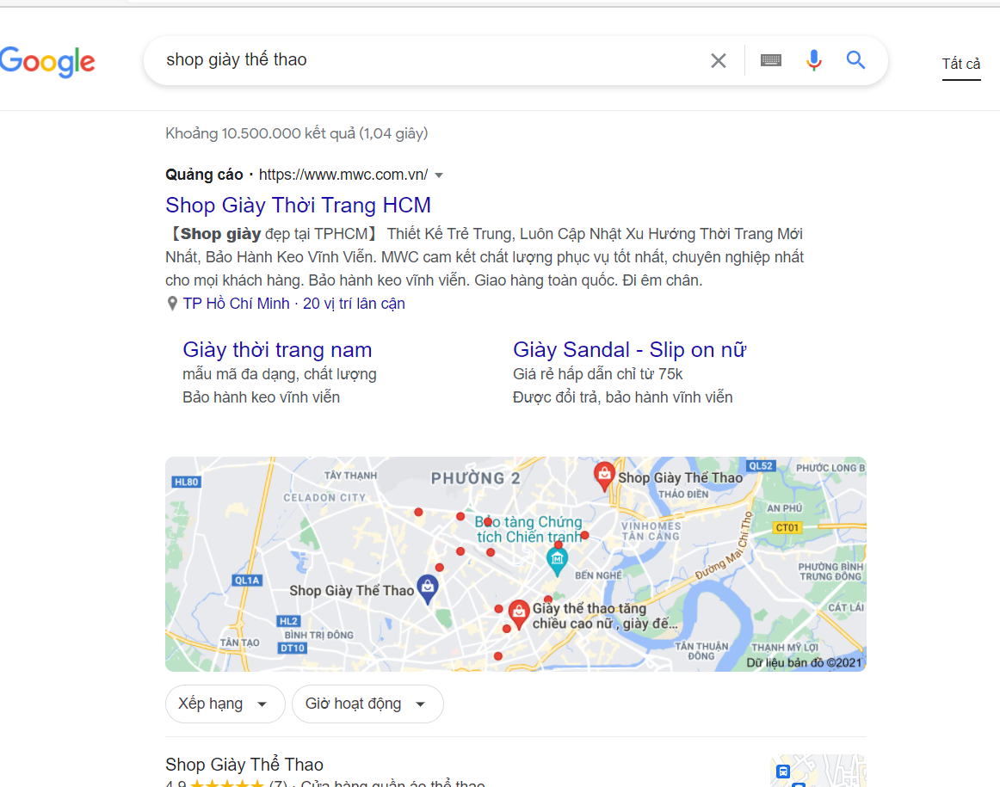 Google
shop giày thể thao
Tất cả
Khoảng 10.500.000 kết quả (1,04 giây)
Quảng cáo · https://www.mwc.com.vn/
Shop Giày Thời Trang HCM
【Shop giày đẹp tại TPHCM】 Thiết Kế Trẻ Trung, Luôn Cập Nhật Xu Hướng Thời Trang Mới
Nhất, Bảo Hành Keo Vĩnh Viễn. MWC cam kết chất lượng phục vụ tốt nhất, chuyên nghiệp nhất
cho mọi khách hàng. Bảo hành keo vĩnh viễn. Giao hàng toàn quốc. Đi êm chân.
TP Hồ Chí Minh · 20 vị trí lân cận
Giày thời trang nam
mẫu mã đa dạng, chất lượng
Bảo hành keo vĩnh viễn
Giày Sandal - Slip on nữ
Giá rẻ hấp dẫn chỉ từ 75k
Được đổi trả, bảo hành vĩnh viễn
HL80
TÂY THẠNH
CELADON CITY
PHƯỜNG 2
Shop Giày Thể Thao
THẢO ĐIỀN
QL52
PHƯỚC LONG B
AN PHÚ
CT01
Bảo tàng Chứng
tích Chiến tranh
VINHOMES
TÂN CẢNG
Đường Mai Chí Thọ
BẾN NGHÉ
PHƯỜNG BÌNH
TRƯNG ĐÔNG
QL1A
Shop Giày Thể Thao
Giày thể thao tăng
chiều cao nữ , giày đế...
CÁT LÁI
HL2
BÌNH TRỊ ĐÔNG
TÂN TẠO
DT10
TÂN THUẬN
ĐÔNG
THẠNH MỸ LỢI
Dữ liệu bản đồ ©2021
Xếp hạng
Giờ hoạt động
Shop Giày Thể Thao
4,9 ★★★★★ (7) · Cửa hàng quần áo thể thao